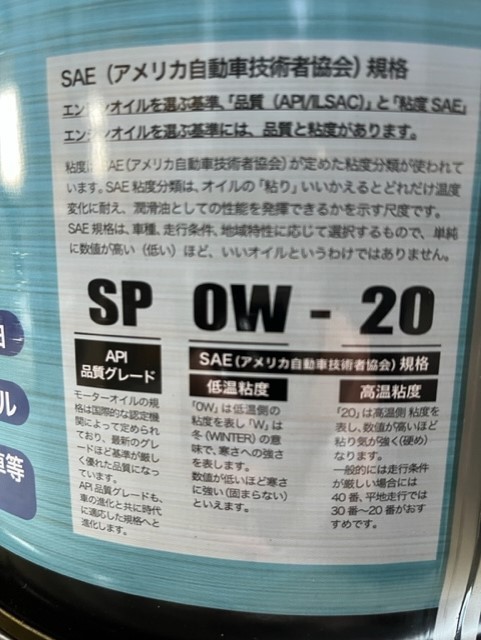 SAE（アメリカ自動車技術者協会）規格
エンジンオイルを選ぶ基準、「品質（API/ILSAC）」と「粘度 SAE」
エンジンオイルを選ぶ基準には、品質と粘度があります。
粘度は、SAE（アメリカ自動車技術者協会）が定めた粘度分類が使われて
います。SAE 粘度分類は、オイルの「粘り」いいかえるとどれだけ温度
変化に耐え、潤滑油としての性能を発揮できるかを示す尺度です。
SAE 規格は、車種、走行条件、地域特性に応じて選択するもので、単純
に数値が高い（低い）ほど、いいオイルというわけではありません。
SP 0W - 20
API
品質グレード
SAE（アメリカ自動車技術者協会）規格
低温粘度
高温粘度
モーターオイルの規
格は国際的な認定機
関によって定められ
ており、最新のグレ
ードほど基準が厳し
く優れた品質になっ
ています。
API 品質グレードも、
車の進化と共に時代
に適応した規格へと
進化します。
「0W」は低温側の
粘度を表し「W」は
冬（WINTER）の意
味で、寒さへの強さ
を表します。
数値が低いほど寒さ
に強い（固まらない）
といえます。
「20」は高温側 粘度を
表し、数値が高いほど
粘り気が強く（硬め）
なります。
一般的には走行条件
が厳しい場合には
40 番、平地走行では
30 番～20 番がおす
すめです。
ル
車等